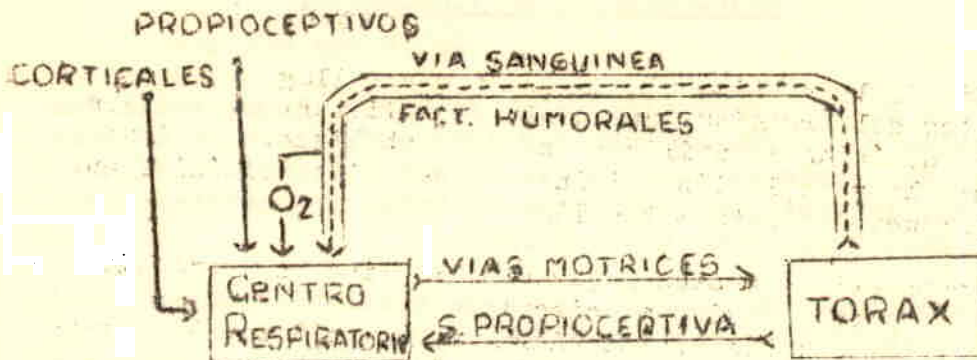 PROPIOCEPTIVOS
CORTICALES
VIA SANGUINEA
FACT. HUMORALES
O2
VIAS MOTRICES
CENTRO
RESPIRATORIO
S. PROPIOCEPTIVA
TORAX